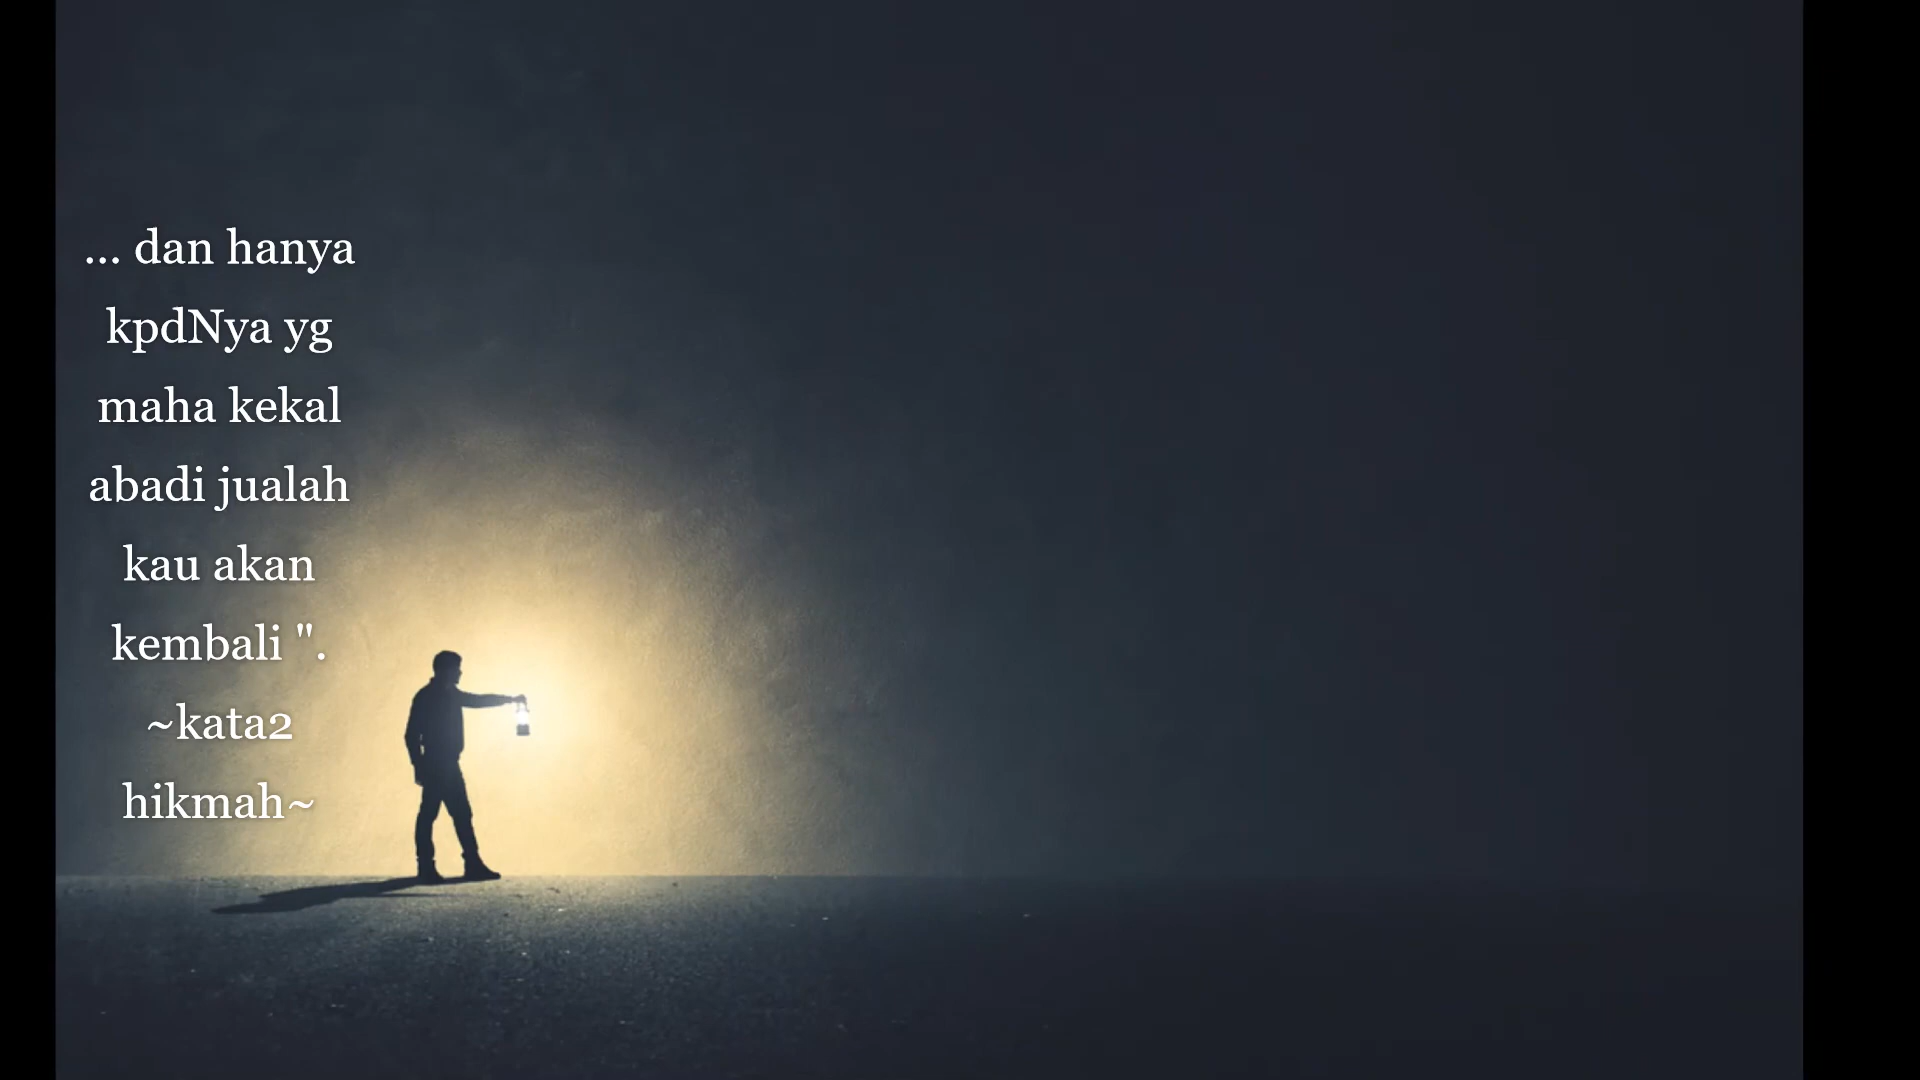 ... dan hanya
kpdNya yg
maha kekal
abadi jualah
kau akan
kembali ".
~kata2
hikmah~